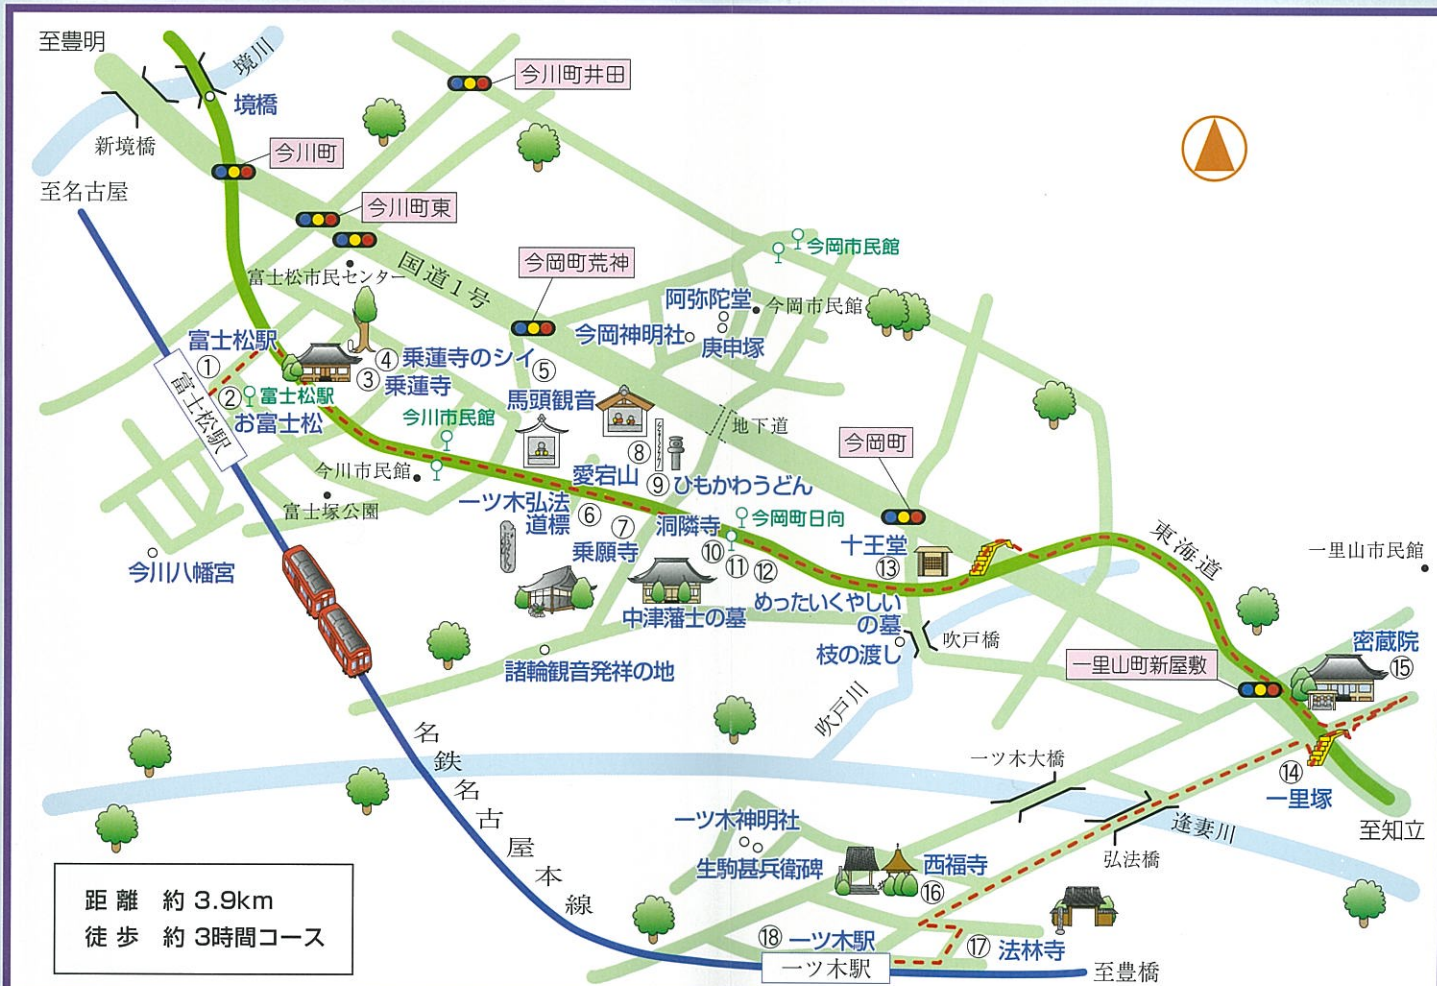 至豊明
境川
境橋
新境橋
今川町井田
今川町
至名古屋
今川町東
富士松市民センター
国道1号
今岡町荒神
今岡市民館
阿弥陀堂
今岡市民館
今岡神明社
庚申塚
富士松駅
①
②
富士松駅
お富士松
富士松駅
④
乗蓮寺のシイ
③
乗蓮寺
⑤
馬頭観音
今川市民館
今川市民館
富士塚公園
今川八幡宮
地下道
⑧
愛宕山
⑨
ひもかわうどん
一ツ木弘法
道標
⑥
⑦
乗願寺
洞隣寺
⑩
今岡町日向
⑪
⑫
中津藩士の墓
めったいくやしい
の墓
今岡町
十王堂
⑬
枝の渡し
吹戸橋
吹戸川
諸輪観音発祥の地
東海道
一里山市民館
一里山町新屋敷
密蔵院
⑮
⑭
一里塚
至知立
逢妻川
一ツ木大橋
弘法橋
名鉄名古屋本線
一ツ木神明社
生駒甚兵衛碑
西福寺
⑯
⑰
法林寺
⑱
一ツ木駅
一ツ木駅
至豊橋
距離 約3.9km
徒歩 約3時間コース